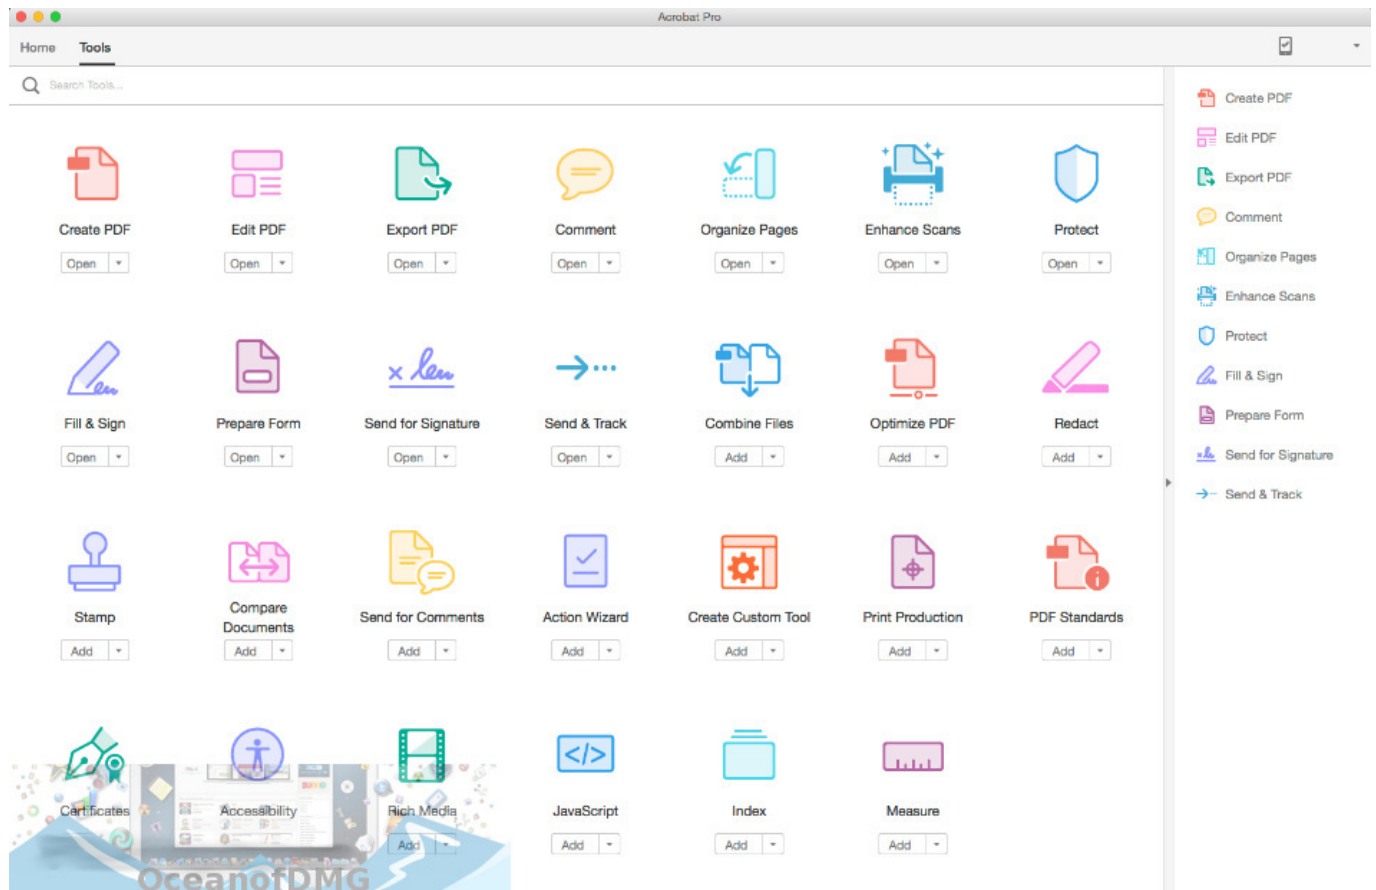 Acrobat Pro
Home Tools
Search Tools...
Create PDF Edit PDF Export PDF Comment Organize Pages Enhance Scans Protect
Open Open Open Open Open Open Open
Fill & Sign Prepare Form Send for Signature Send & Track Combine Files Optimize PDF Redact
Open Open Open Open Add Add Add
Stamp Compare Documents Send for Comments Action Wizard Create Custom Tool Print Production PDF Standards
Add Add Add Add Add Add Add
Certificates Accessibility Rich Media JavaScript Index Measure
Add Add Add Add
OceanofDMG
Create PDF
Edit PDF
Export PDF
Comment
Organize Pages
Enhance Scans
Protect
Fill & Sign
Prepare Form
Send for Signature
Send & Track